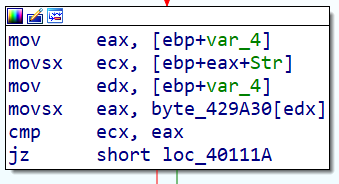 mov eax, [ebp+var_4]
movsx ecx, [ebp+eax+Str]
mov edx, [ebp+var_4]
movsx eax, byte_429A30[edx]
cmp ecx, eax
jz short loc_40111A